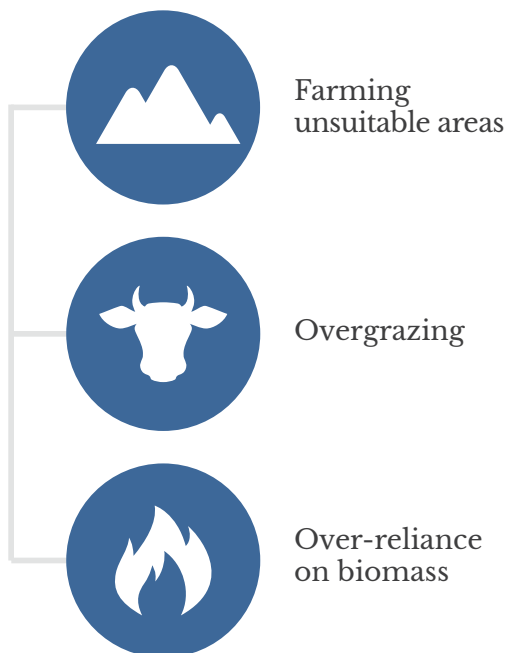 Farming
unsuitable areas
Overgrazing
Over-reliance
on biomass